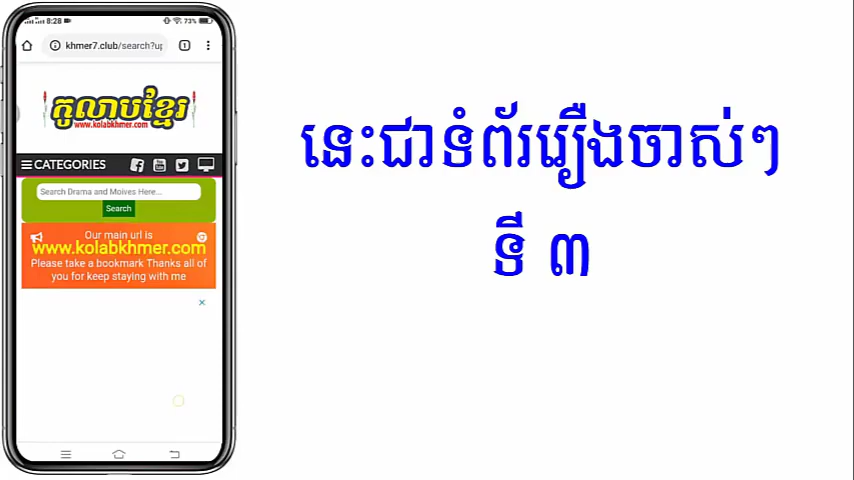 8:28
73%
khmer7.club/search?up
1
កូលាបខ្មែរ
www.kolabkhmer.com
CATEGORIES
Search Drama and Moives Here...
Search
Our main url is
www.kolabkhmer.com
Please take a bookmark Thanks all of
you for keep staying with me
នេះជាទំព័ររឿងចាស់ៗ
ទី ៣